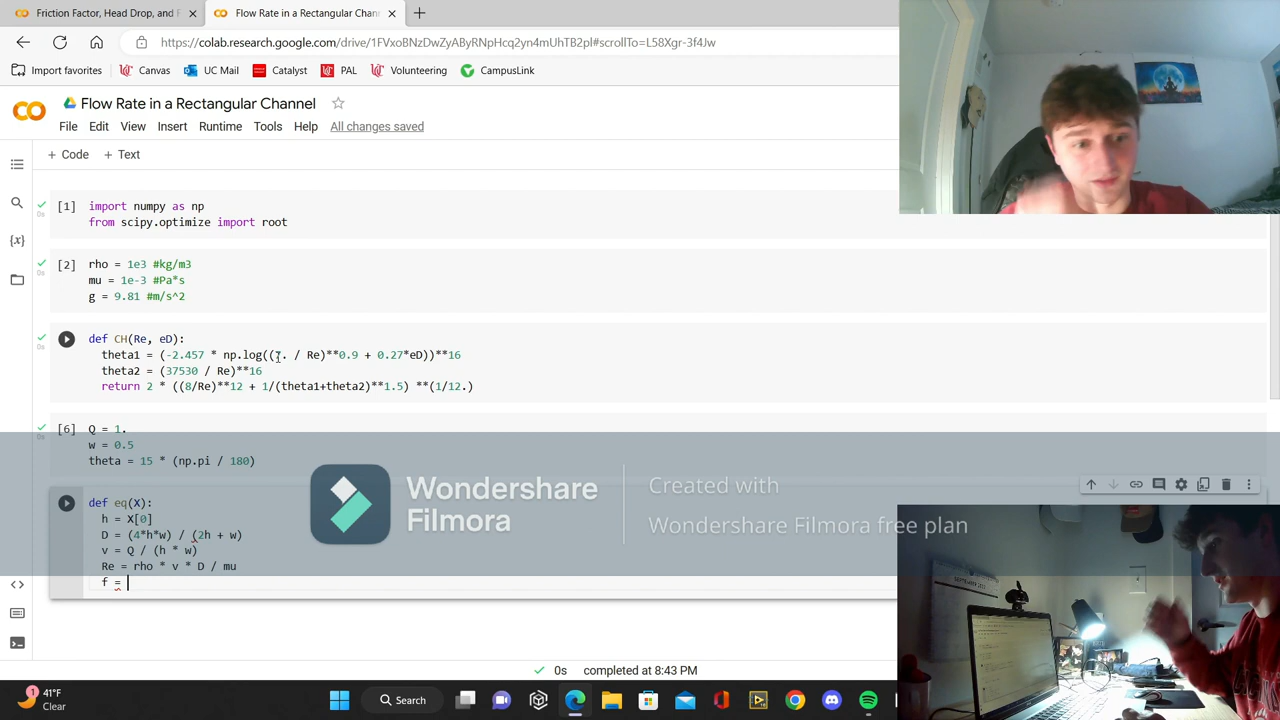 Friction Factor, Head Drop, and F
Flow Rate in a Rectangular Chann
https://colab.research.google.com/drive/1FVxoBNzDwZyAByRNpHcq2yn4mUhTB2pl#scrollTo=L58Xgr-3f4Jw
Import favorites Canvas UC Mail Catalyst PAL Volunteering CampusLink
Flow Rate in a Rectangular Channel
File Edit View Insert Runtime Tools Help All changes saved
+ Code + Text
[1] import numpy as np
0s
from scipy.optimize import root
[2] rho = 1e3 #kg/m3
0s
mu = 1e-3 #Pa*s
g = 9.81 #m/s^2
def CH(Re, eD):
0s
theta1 = (-2.457 * np.log((7. / Re)**0.9 + 0.27*eD))**16
theta2 = (37530 / Re)**16
return 2 * ((8/Re)**12 + 1/(theta1+theta2)**1.5) **(1/12.)
[6] Q = 1.
0s
w = 0.5
theta = 15 * (np.pi / 180)
def eq(X):
h = X[0]
D = (4*h*w) / (2h + w)
v = Q / (h * w)
Re = rho * v * D / mu
f =
Wondershare
Filmora
Created with
Wondershare Filmora free plan
0s completed at 8:43 PM
1
41°F
Clear
Search